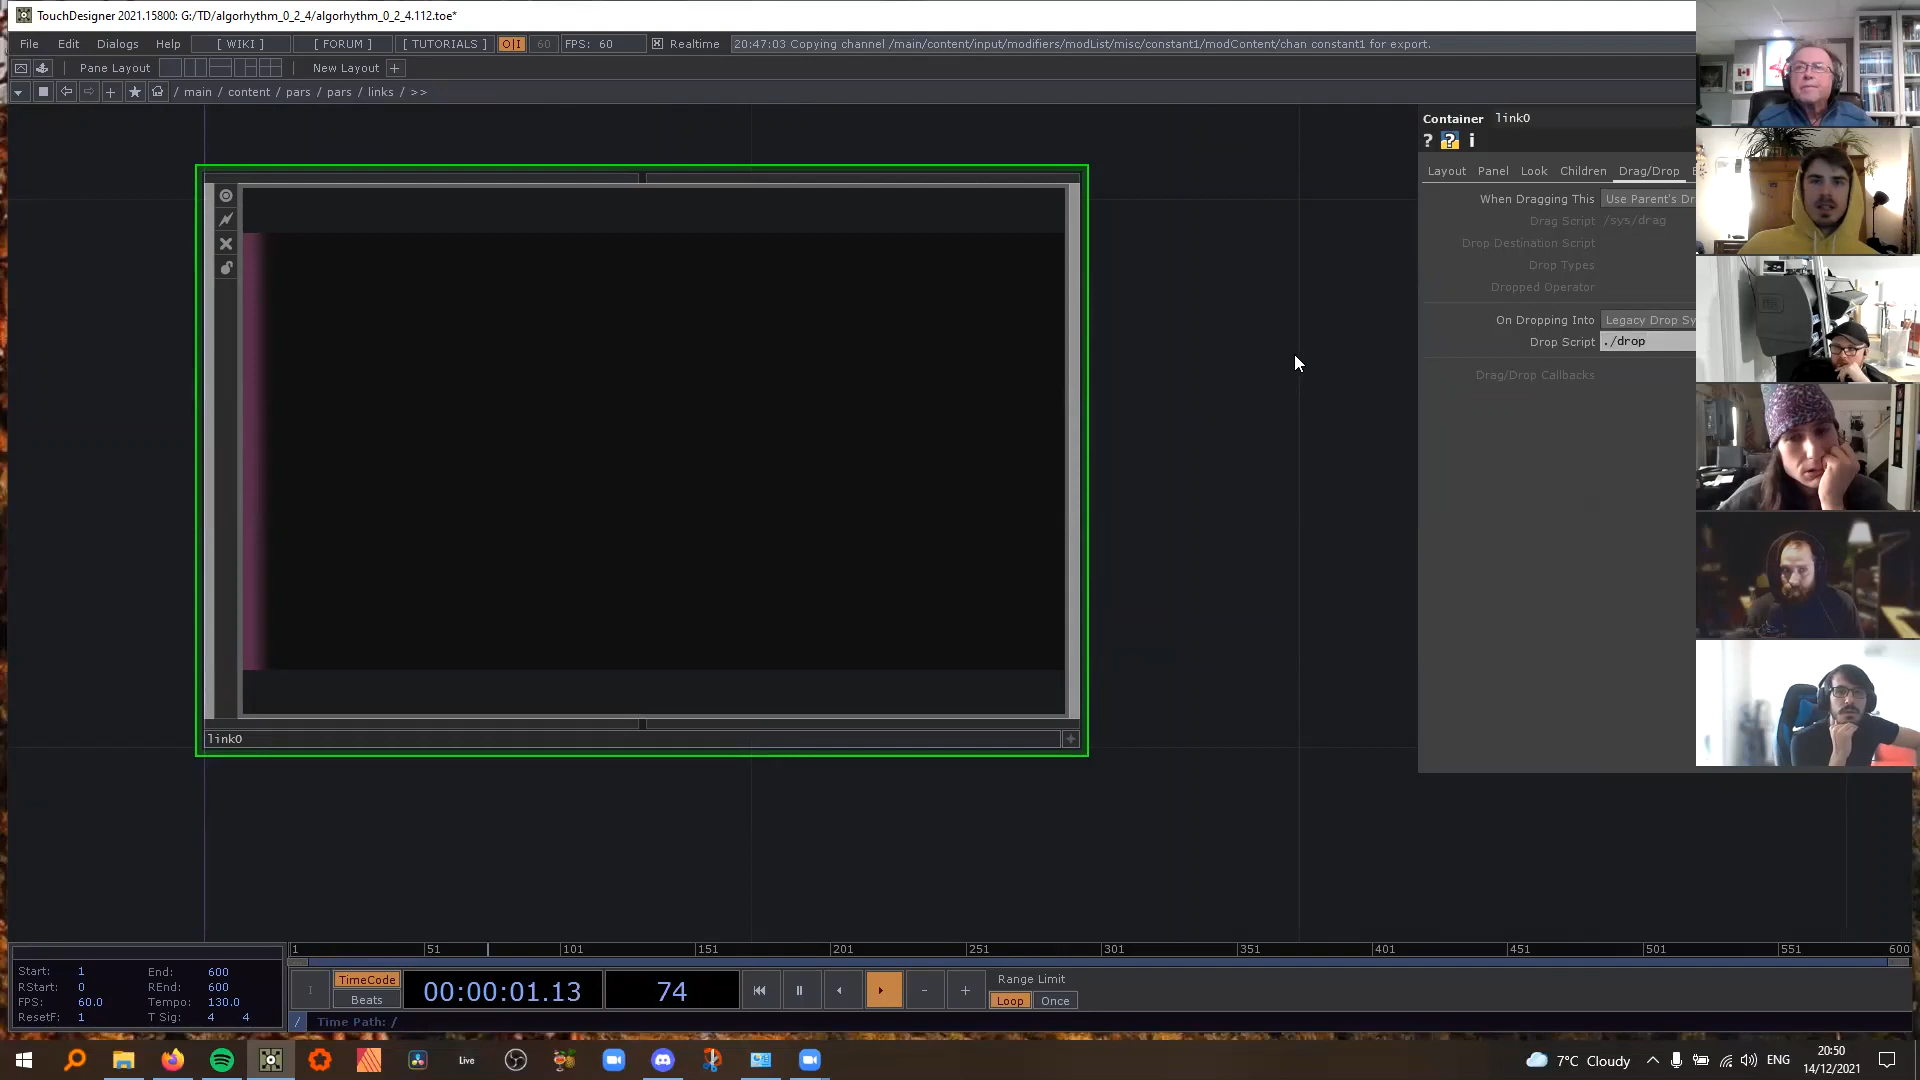 TouchDesigner 2021.15800: G:/TD/algorhythm_0_2_4/algorhythm_0_2_4.112.toe*
File Edit Dialogs Help [ WIKI ] [ FORUM ] [ TUTORIALS ] O|I 60 FPS: 60 Realtime 20:47:03 Copying channel /main/content/input/modifiers/modList/misc/constant1/modContent/chan constant1 for export.
Pane Layout New Layout +
/ main / content / pars / pars / links / >>
Container link0
? ? i
Layout Panel Look Children Drag/Drop
When Dragging This Use Parent's Dr
Drag Script /sys/drag
Drop Destination Script
Drop Types
Dropped Operator
On Dropping Into Legacy Drop Sy
Drop Script ./drop
Drag/Drop Callbacks
link0
1 51 101 151 201 251 301 351 401 451 501 551 600
Start: 1 End: 600
RStart: 0 REnd: 600
FPS: 60.0 Tempo: 130.0
ResetF: 1 T Sig: 4 4
TimeCode
Beats
00:00:01.13 74
Range Limit
Loop Once
/ Time Path: /
Live
7°C Cloudy ENG
20:50
14/12/2021